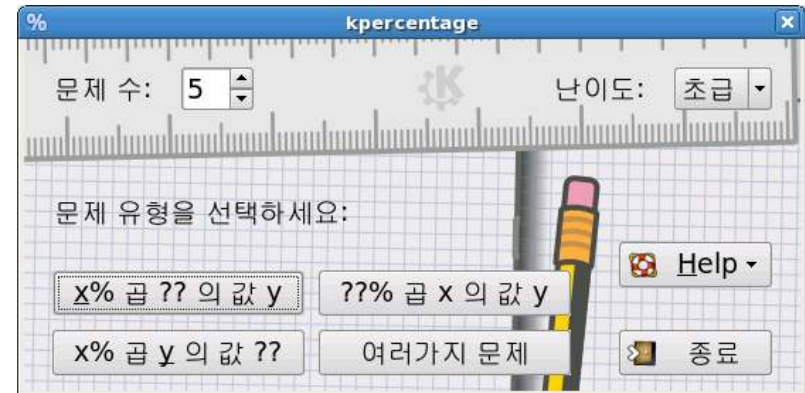 % kpercentage
문제 수: 5 난이도: 초급
문제 유형을 선택하세요:
Help
x% 곱 ?? 의 값 y ??% 곱 x 의 값 y
x% 곱 y 의 값 ?? 여러가지 문제 종료